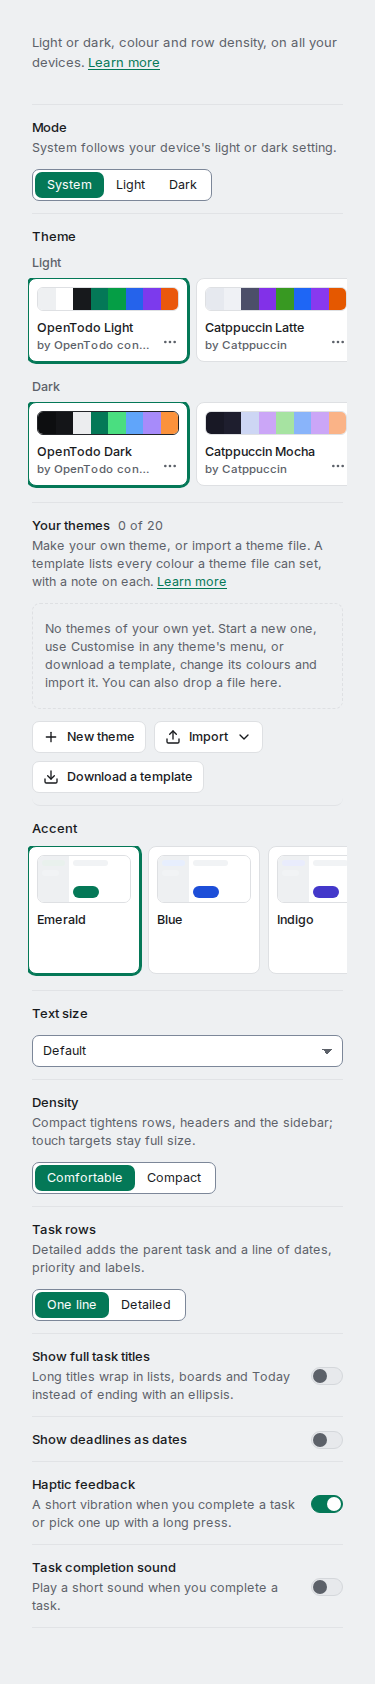 Light or dark, colour and row density, on all your
devices. Learn more
Mode
System follows your device's light or dark setting.
System Light Dark
Theme
Light
OpenTodo Light
by OpenTodo con...
Catppuccin Latte
by Catppuccin
Dark
OpenTodo Dark
by OpenTodo con...
Catppuccin Mocha
by Catppuccin
Your themes 0 of 20
Make your own theme, or import a theme file. A
template lists every colour a theme file can set,
with a note on each. Learn more
No themes of your own yet. Start a new one,
use Customise in any theme's menu, or
download a template, change its colours and
import it. You can also drop a file here.
New theme Import
Download a template
Accent
Emerald Blue Indigo
Text size
Default
Density
Compact tightens rows, headers and the sidebar;
touch targets stay full size.
Comfortable Compact
Task rows
Detailed adds the parent task and a line of dates,
priority and labels.
One line Detailed
Show full task titles
Long titles wrap in lists, boards and Today
instead of ending with an ellipsis.
Show deadlines as dates
Haptic feedback
A short vibration when you complete a task
or pick one up with a long press.
Task completion sound
Play a short sound when you complete a
task.